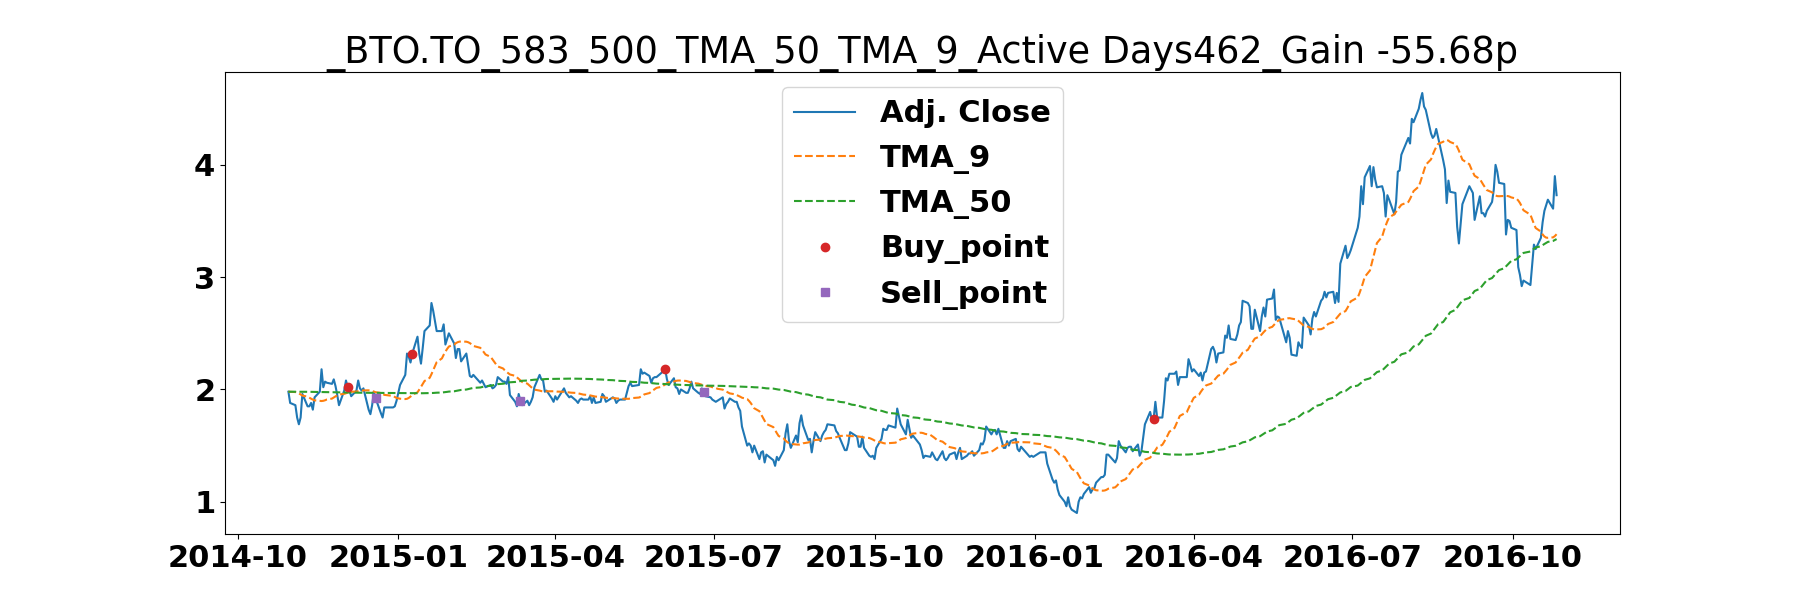 _BTO.TO_583_500_TMA_50_TMA_9_Active Days462_Gain -55.68p
Adj. Close
TMA_9
TMA_50
Buy_point
Sell_point
4
3
2
1
2014-10 2015-01 2015-04 2015-07 2015-10 2016-01 2016-04 2016-07 2016-10